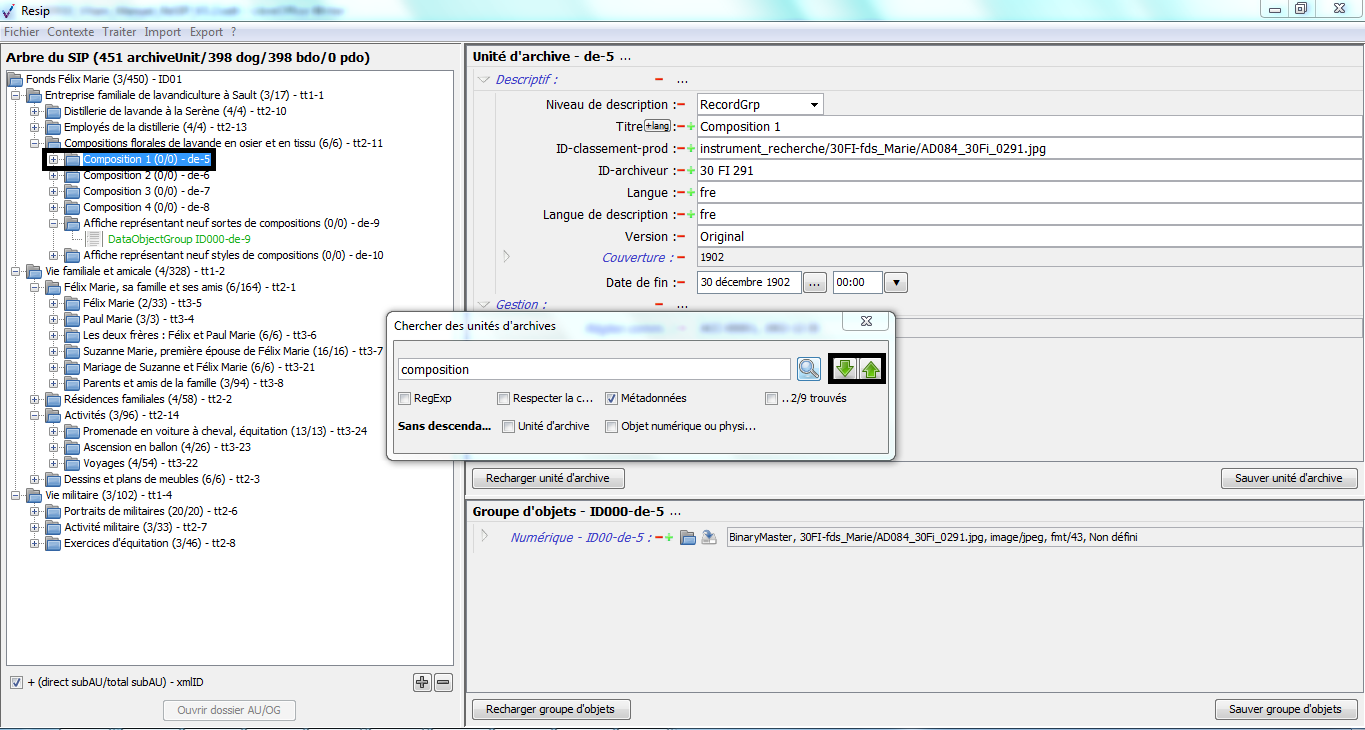 Resip
Fichier Contexte Traiter Import Export ?
Arbre du SIP (451 archiveUnit/398 dog/398 bdo/0 pdo)
Fonds Félix Marie (3/450) - ID01
Entreprise familiale de lavandiculture à Sault (3/17) - tt1-1
Distillerie de lavande à la Serène (4/4) - tt2-10
Employés de la distillerie (4/4) - tt2-13
Compositions florales de lavande en osier et en tissu (6/6) - tt2-11
Composition 1 (0/0) - de-5
Composition 2 (0/0) - de-6
Composition 3 (0/0) - de-7
Composition 4 (0/0) - de-8
Affiche représentant neuf sortes de compositions (0/0) - de-9
DataObjectGroup ID000-de-9
Affiche représentant neuf styles de compositions (0/0) - de-10
Vie familiale et amicale (4/328) - tt1-2
Félix Marie, sa famille et ses amis (6/164) - tt2-1
Félix Marie (2/33) - tt3-5
Paul Marie (3/3) - tt3-4
Les deux frères : Félix et Paul Marie (6/6) - tt3-6
Suzanne Marie, première épouse de Félix Marie (16/16) - tt3-7
Mariage de Suzanne et Félix Marie (6/6) - tt3-21
Parents et amis de la famille (3/94) - tt3-8
Résidences familiales (4/58) - tt2-2
Activités (3/96) - tt2-14
Promenade en voiture à cheval, équitation (13/13) - tt3-24
Ascension en ballon (4/26) - tt3-23
Voyages (4/54) - tt3-22
Dessins et plans de meubles (6/6) - tt2-3
Vie militaire (3/102) - tt1-4
Portraits de militaires (20/20) - tt2-6
Activité militaire (3/33) - tt2-7
Exercices d'équitation (3/46) - tt2-8
+ (direct subAU/total subAU) - xmlID
Ouvrir dossier AU/OG
Unité d'archive - de-5 ...
Descriptif : ...
Niveau de description : RecordGrp
Titre +lang : Composition 1
ID-classement-prod : instrument_recherche/30FI-fds_Marie/AD084_30Fi_0291.jpg
ID-archiveur : 30 FI 291
Langue : fre
Langue de description : fre
Version : Original
Couverture : 1902
Date de fin : 30 décembre 1902 ... 00:00
Gestion : ...
Chercher des unités d'archives
composition
RegExp Respecter la c... Métadonnées ..2/9 trouvés
Sans descenda... Unité d'archive Objet numérique ou physi...
Recharger unité d'archive Sauver unité d'archive
Groupe d'objets - ID000-de-5 ...
Numérique - ID00-de-5 : BinaryMaster, 30FI-fds_Marie/AD084_30Fi_0291.jpg, image/jpeg, fmt/43, Non défini
Recharger groupe d'objets Sauver groupe d'objets